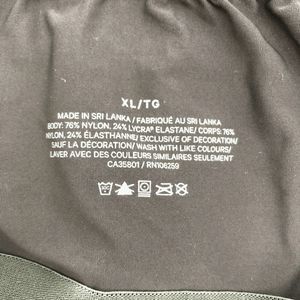 XL/TG
MADE IN SRI LANKA / FABRIQUÉ AU SRI LANKA
BODY: 76% NYLON, 24% LYCRA® ELASTANE / CORPS: 76%
NYLON, 24% ÉLASTHANNE / EXCLUSIVE OF DECORATION /
SAUF LA DÉCORATION / WASH WITH LIKE COLOURS /
LAVER AVEC DES COULEURS SIMILAIRES SEULEMENT
CA35801 / RN106259